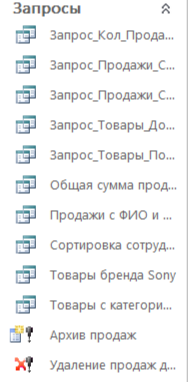 Запросы
Запрос_Кол_Прода...
Запрос_Продажи_С...
Запрос_Продажи_С...
Запрос_Товары_До...
Запрос_Товары_По...
Общая сумма прод...
Продажи с ФИО и ...
Сортировка сотруд...
Товары бренда Sony
Товары с категори...
Архив продаж
Удаление продаж д...